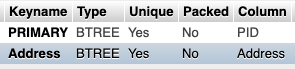 Keyname Type Unique Packed Column
PRIMARY BTREE Yes No PID
Address BTREE Yes No Address